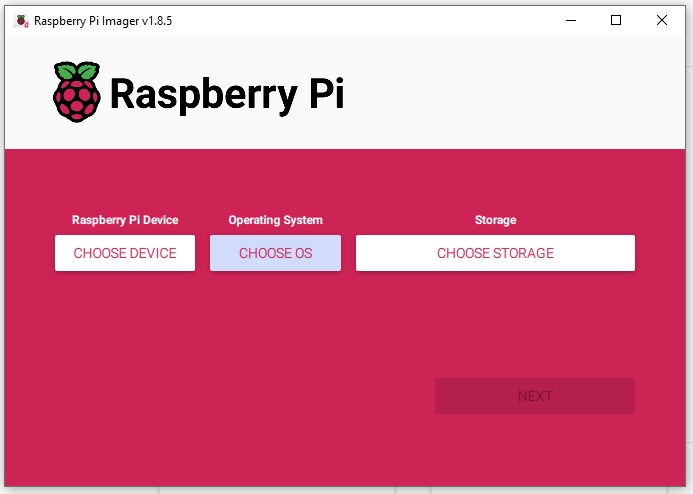 Raspberry Pi Imager v1.8.5
Raspberry Pi
Raspberry Pi Device
Operating System
Storage
CHOOSE DEVICE
CHOOSE OS
CHOOSE STORAGE
NEXT